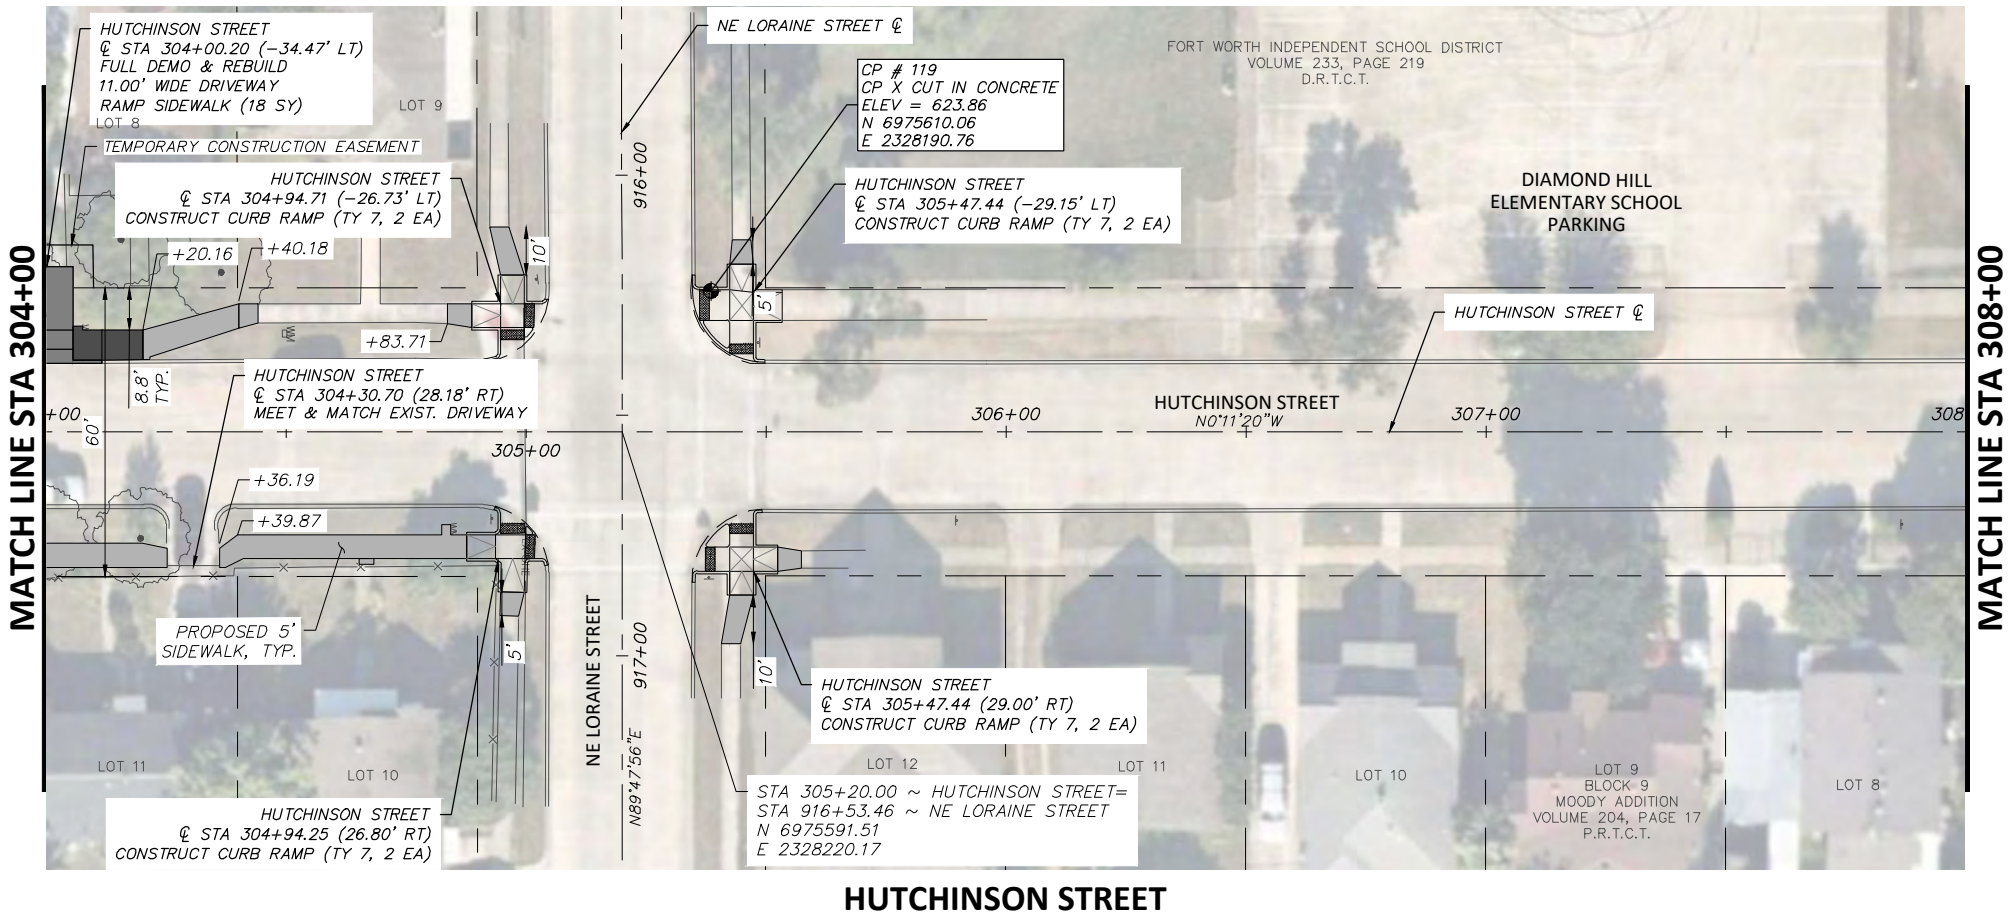 HUTCHINSON STREET
℄ STA 304+00.20 (-34.47' LT)
FULL DEMO & REBUILD
11.00' WIDE DRIVEWAY
RAMP SIDEWALK (18 SY)
LOT 8
LOT 9
TEMPORARY CONSTRUCTION EASEMENT
HUTCHINSON STREET
℄ STA 304+94.71 (-26.73' LT)
CONSTRUCT CURB RAMP (TY 7, 2 EA)
+20.16
+40.18
+83.71
10'
8.8'
TYP.
60'
NE LORAINE STREET ℄
916+00
CP # 119
CP X CUT IN CONCRETE
ELEV = 623.86
N 6975610.06
E 2328190.76
HUTCHINSON STREET
℄ STA 305+47.44 (-29.15' LT)
CONSTRUCT CURB RAMP (TY 7, 2 EA)
5'
FORT WORTH INDEPENDENT SCHOOL DISTRICT
VOLUME 233, PAGE 219
D.R.T.C.T.
DIAMOND HILL
ELEMENTARY SCHOOL
PARKING
HUTCHINSON STREET ℄
MATCH LINE STA 304+00
MATCH LINE STA 308+00
HUTCHINSON STREET
℄ STA 304+30.70 (28.18' RT)
MEET & MATCH EXIST. DRIVEWAY
+00
305+00
306+00
HUTCHINSON STREET
N0°11'20"W
307+00
308
+36.19
+39.87
PROPOSED 5'
SIDEWALK, TYP.
5'
NE LORAINE STREET
917+00
N89°47'56"E
10'
HUTCHINSON STREET
℄ STA 305+47.44 (29.00' RT)
CONSTRUCT CURB RAMP (TY 7, 2 EA)
LOT 11
LOT 10
LOT 12
LOT 11
LOT 10
LOT 9
BLOCK 9
MOODY ADDITION
VOLUME 204, PAGE 17
P.R.T.C.T.
LOT 8
HUTCHINSON STREET
℄ STA 304+94.25 (26.80' RT)
CONSTRUCT CURB RAMP (TY 7, 2 EA)
STA 305+20.00 ~ HUTCHINSON STREET=
STA 916+53.46 ~ NE LORAINE STREET
N 6975591.51
E 2328220.17
HUTCHINSON STREET